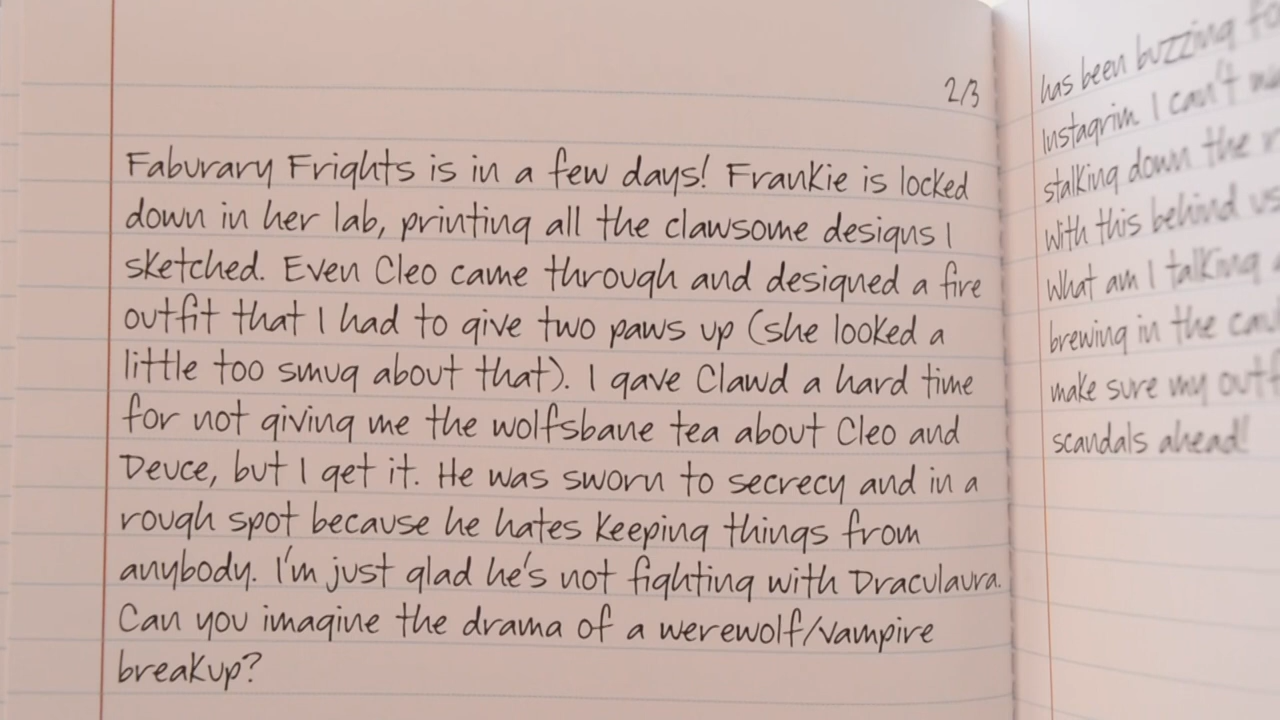 2/3
Faburary Frights is in a few days! Frankie is locked
down in her lab, printing all the clawsome designs I
sketched. Even Cleo came through and designed a fire
outfit that I had to give two paws up (she looked a
little too smug about that). I gave Clawd a hard time
for not giving me the wolfsbane tea about Cleo and
Deuce, but I get it. He was sworn to secrecy and in a
rough spot because he hates keeping things from
anybody. I'm just glad he's not fighting with Draculaura.
Can you imagine the drama of a werewolf/vampire
breakup?
has been buzzing
Instagrim. I can't
stalking down the
with this behind
What am I talking
brewing in the
make sure my
scandals ahead!